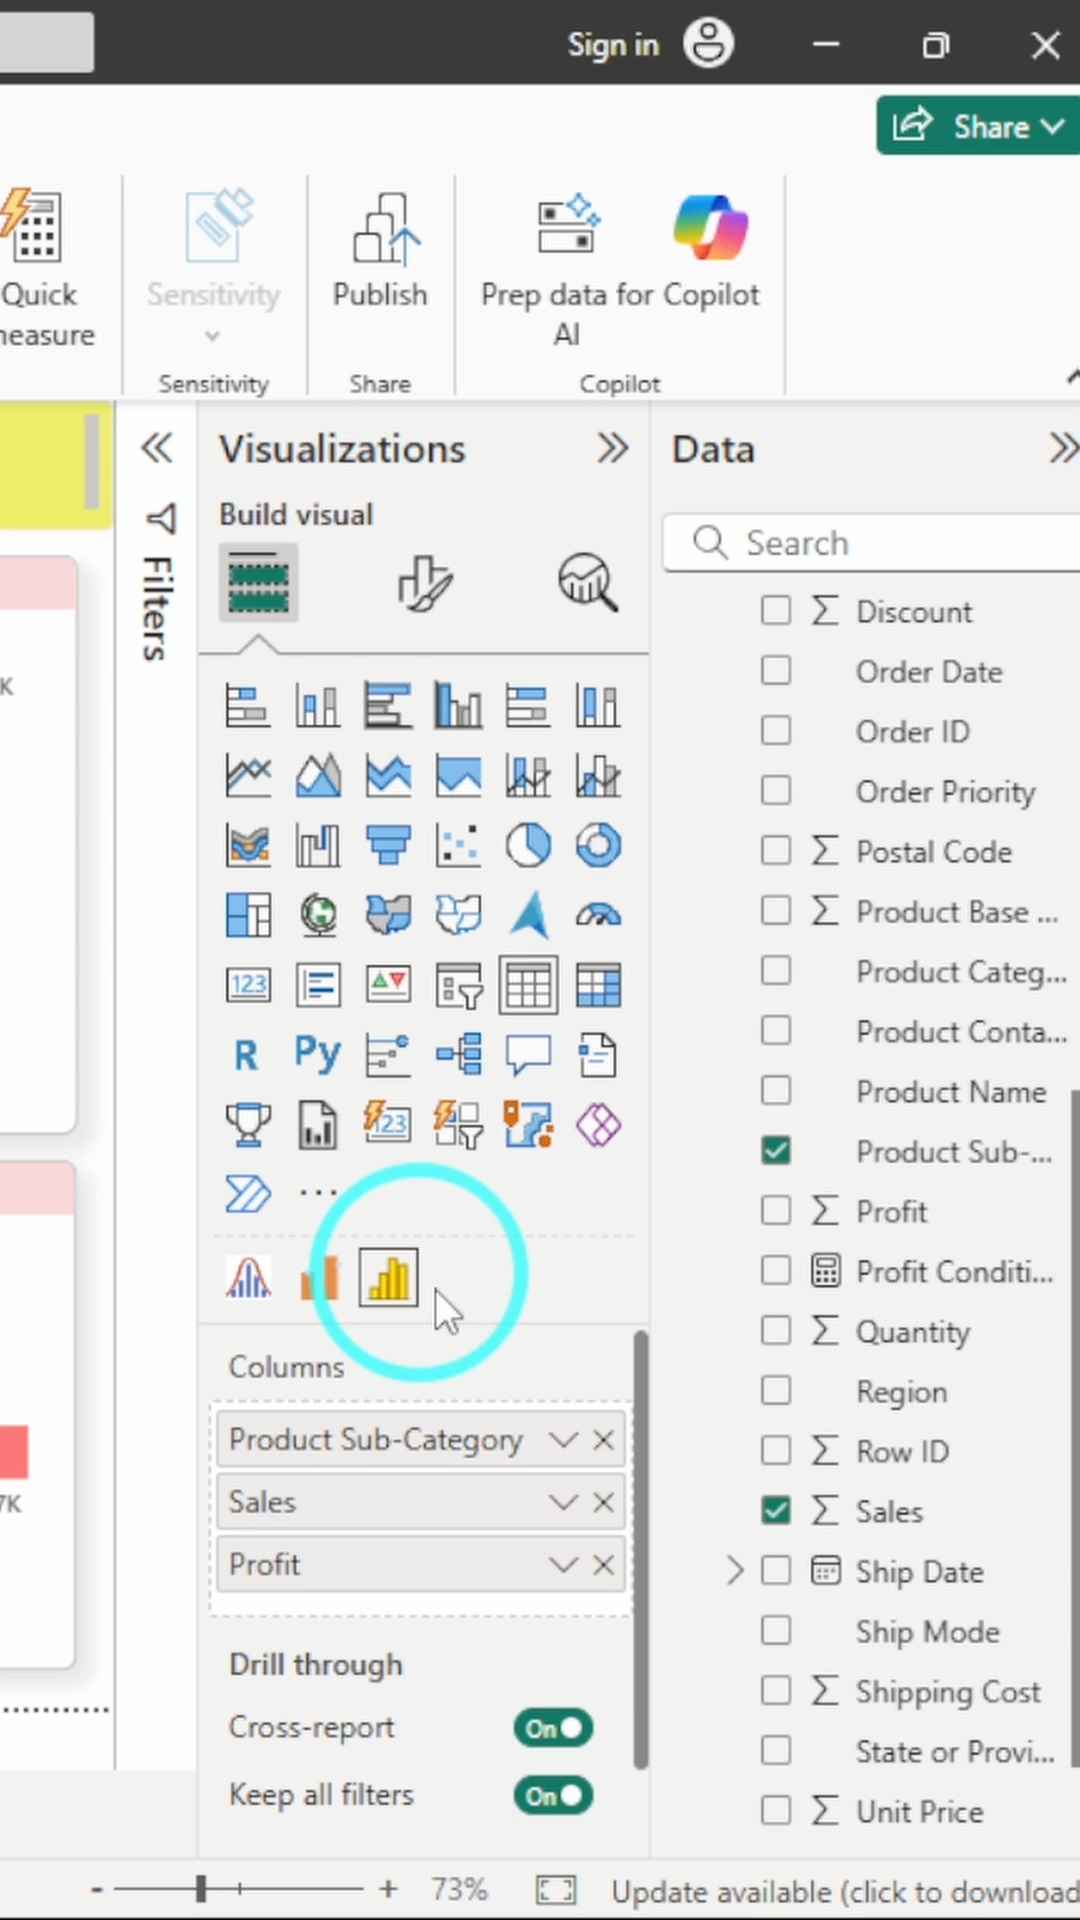 Sign in
Share
Quick
measure
Sensitivity
Publish
Prep data for
AI
Copilot
Sensitivity
Share
Copilot
Visualizations
Data
Build visual
Search
Filters
K
7K
123
R
Py
123
Columns
Product Sub-Category
Sales
Profit
Drill through
Cross-report
On
Keep all filters
On
Discount
Order Date
Order ID
Order Priority
Postal Code
Product Base ...
Product Categ...
Product Conta...
Product Name
Product Sub-...
Profit
Profit Conditi...
Quantity
Region
Row ID
Sales
Ship Date
Ship Mode
Shipping Cost
State or Provi...
Unit Price
- + 73%
Update available (click to download